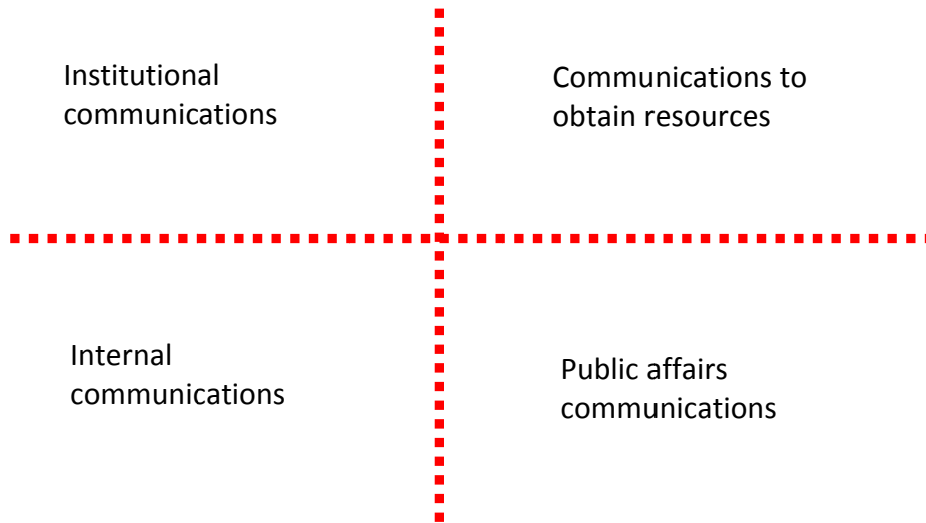 Institutional
communications
Communications to
obtain resources
Internal
communications
Public affairs
communications